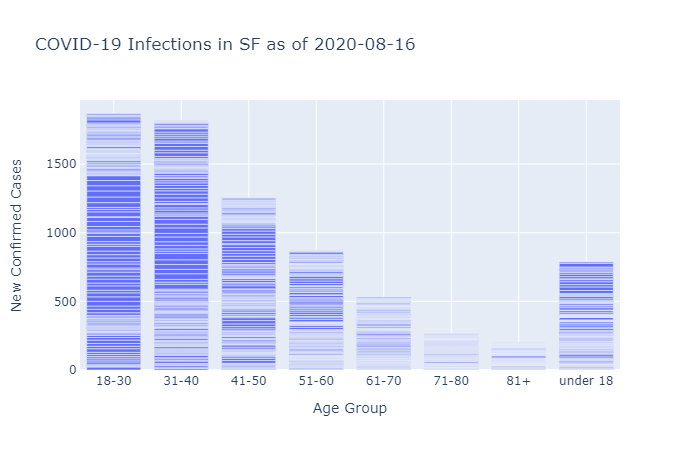 COVID-19 Infections in SF as of 2020-08-16
New Confirmed Cases
1500
1000
500
0
18-30 31-40 41-50 51-60 61-70 71-80 81+ under 18
Age Group